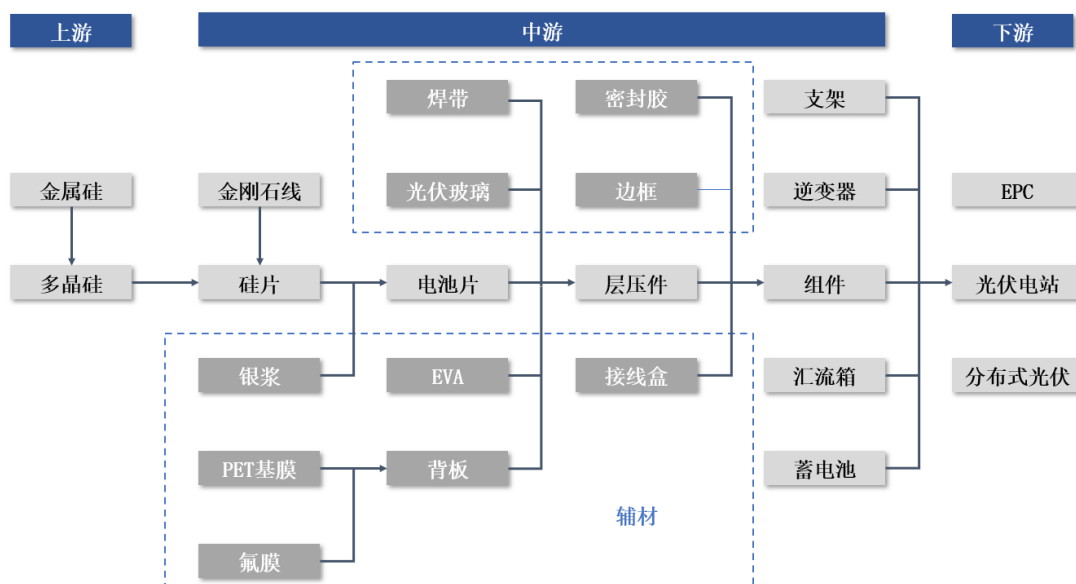 上游
中游
下游
焊带
密封胶
支架
金属硅
金刚石线
光伏玻璃
边框
逆变器
EPC
多晶硅
硅片
电池片
层压件
组件
光伏电站
银浆
EVA
接线盒
汇流箱
分布式光伏
PET基膜
背板
蓄电池
辅材
氟膜